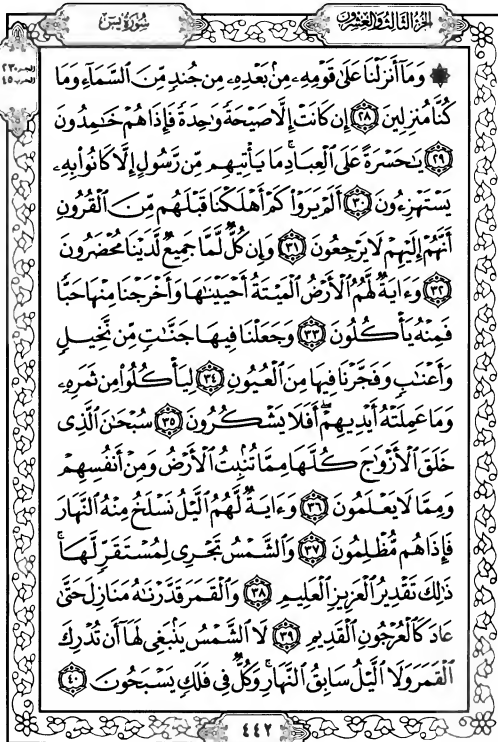 الجزء الثالث والعشرون
سورة يس
الجزء ٢٣
الحزب ٤٥
۞ وَمَآ أَنزَلْنَا عَلَىٰ قَوْمِهِۦ مِنۢ بَعْدِهِۦ مِن جُندٍ مِّنَ ٱلسَّمَآءِ وَمَا
كُنَّا مُنزِلِينَ ٢٨ إِن كَانَتْ إِلَّا صَيْحَةً وَٰحِدَةً فَإِذَا هُمْ خَٰمِدُونَ
٢٩ يَٰحَسْرَةً عَلَى ٱلْعِبَادِ ۚ مَا يَأْتِيهِم مِّن رَّسُولٍ إِلَّا كَانُوا۟ بِهِۦ
يَسْتَهْزِءُونَ ٣٠ أَلَمْ يَرَوْا۟ كَمْ أَهْلَكْنَا قَبْلَهُم مِّنَ ٱلْقُرُونِ
أَنَّهُمْ إِلَيْهِمْ لَا يَرْجِعُونَ ٣١ وَإِن كُلٌّ لَّمَّا جَمِيعٌ لَّدَيْنَا مُحْضَرُونَ
٣٢ وَءَايَةٌ لَّهُمُ ٱلْأَرْضُ ٱلْمَيْتَةُ أَحْيَيْنَٰهَا وَأَخْرَجْنَا مِنْهَا حَبًّا
فَمِنْهُ يَأْكُلُونَ ٣٣ وَجَعَلْنَا فِيهَا جَنَّٰتٍ مِّن نَّخِيلٍ
وَأَعْنَٰبٍ وَفَجَّرْنَا فِيهَا مِنَ ٱلْعُيُونِ ٣٤ لِيَأْكُلُوا۟ مِن ثَمَرِهِۦ
وَمَا عَمِلَتْهُ أَيْدِيهِمْ ۖ أَفَلَا يَشْكُرُونَ ٣٥ سُبْحَٰنَ ٱلَّذِى
خَلَقَ ٱلْأَزْوَٰجَ كُلَّهَا مِمَّا تُنۢبِتُ ٱلْأَرْضُ وَمِنْ أَنفُسِهِمْ
وَمِمَّا لَا يَعْلَمُونَ ٣٦ وَءَايَةٌ لَّهُمُ ٱلَّيْلُ نَسْلَخُ مِنْهُ ٱلنَّهَارَ
فَإِذَا هُم مُّظْلِمُونَ ٣٧ وَٱلشَّمْسُ تَجْرِى لِمُسْتَقَرٍّ لَّهَا ۚ
ذَٰلِكَ تَقْدِيرُ ٱلْعَزِيزِ ٱلْعَلِيمِ ٣٨ وَٱلْقَمَرَ قَدَّرْنَٰهُ مَنَازِلَ حَتَّىٰ
عَادَ كَٱلْعُرْجُونِ ٱلْقَدِيمِ ٣٩ لَا ٱلشَّمْسُ يَنۢبَغِى لَهَآ أَن تُدْرِكَ
ٱلْقَمَرَ وَلَا ٱلَّيْلُ سَابِقُ ٱلنَّهَارِ ۚ وَكُلٌّ فِى فَلَكٍ يَسْبَحُونَ ٤٠
٤٤٢